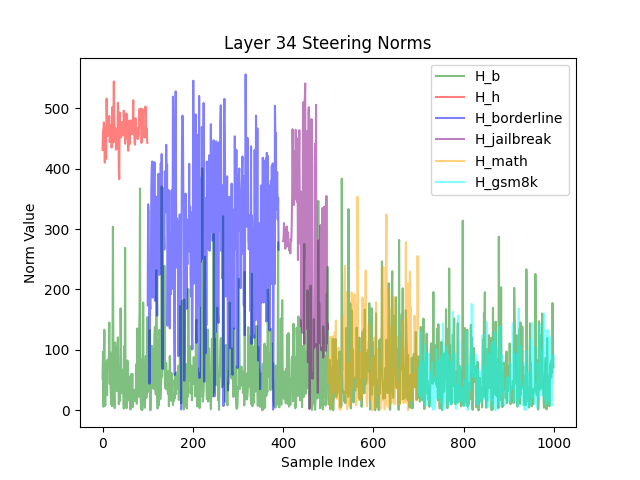 Layer 34 Steering Norms
H_b
H_h
H_borderline
H_jailbreak
H_math
H_gsm8k
Norm Value
500
400
300
200
100
0
0 200 400 600 800 1000
Sample Index